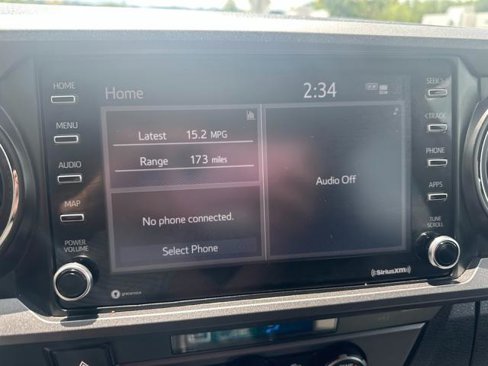 HOME
MENU
AUDIO
MAP
POWER
VOLUME
Home
2:34
Latest 15.2 MPG
Range 173 miles
No phone connected.
Select Phone
Audio Off
SEEK
TRACK
PHONE
APPS
TUNE
SCROLL
SiriusXM